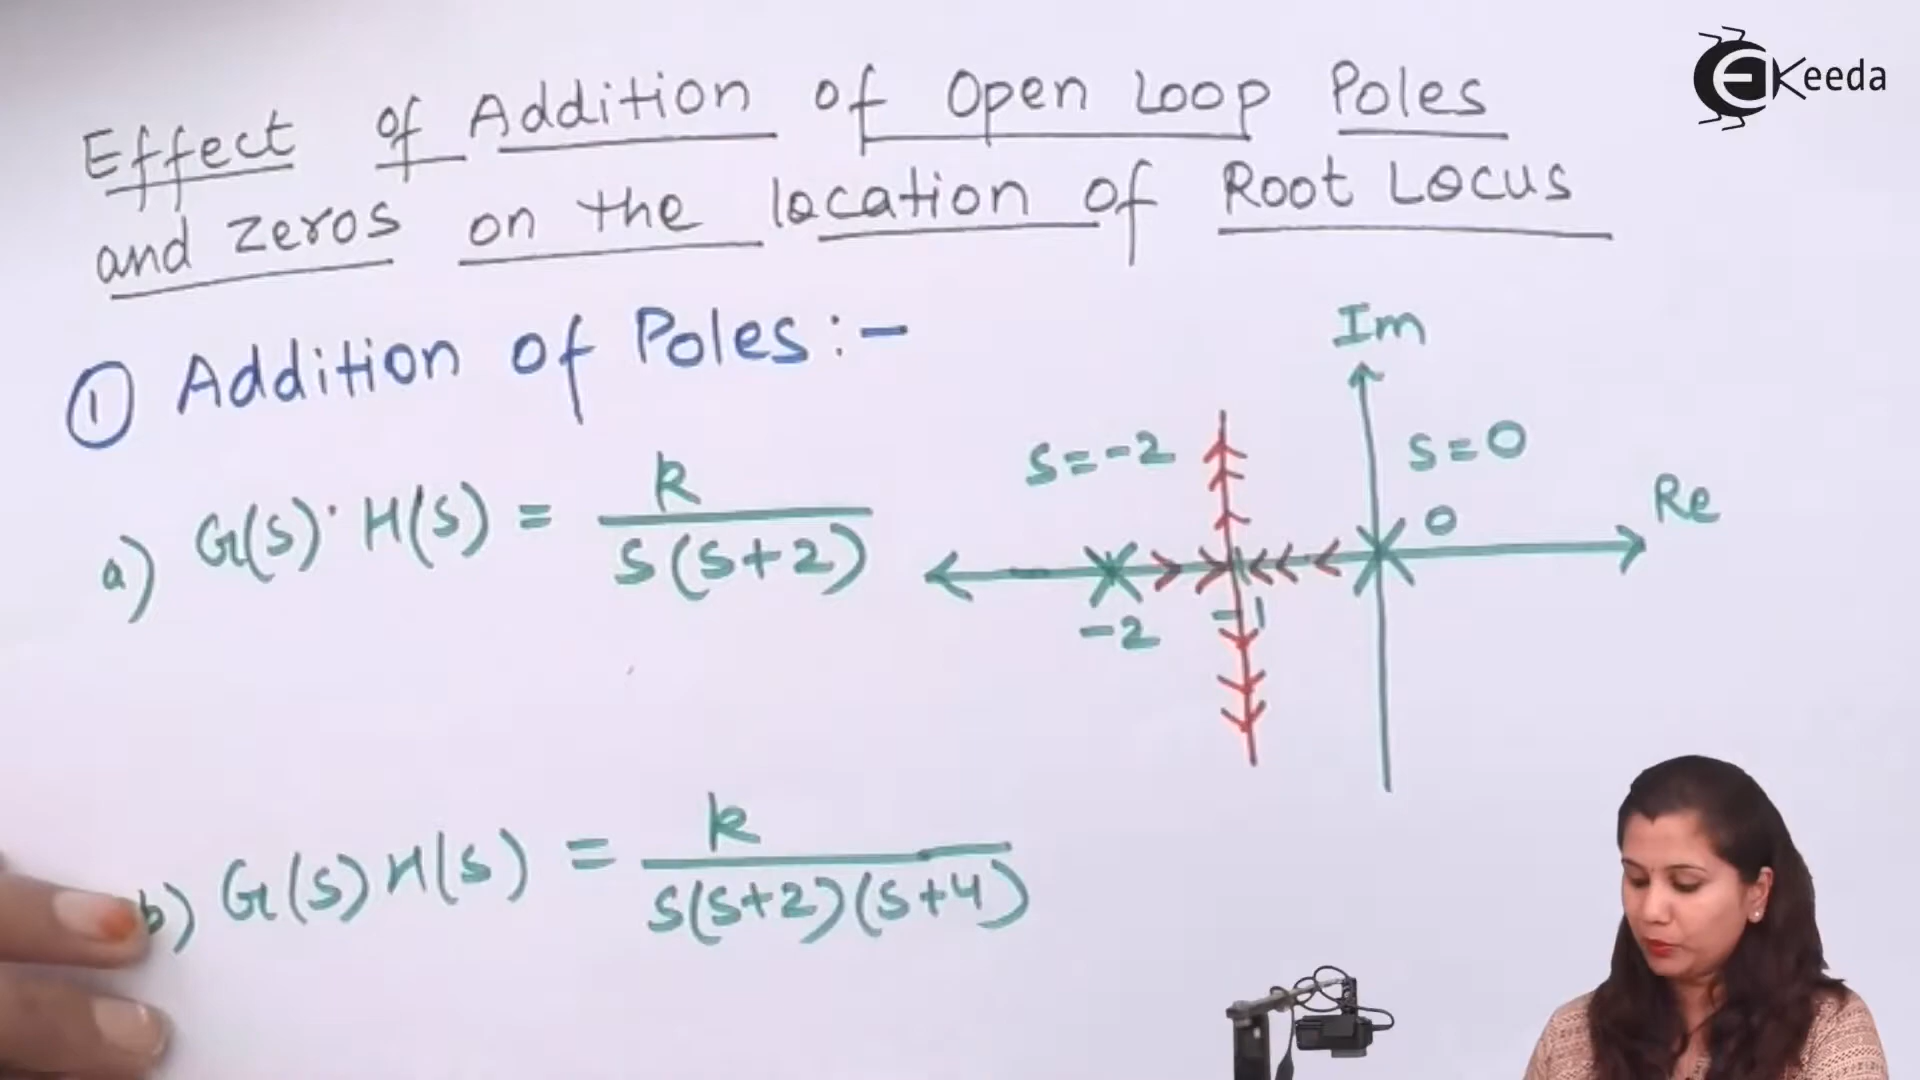 EKeeda
Effect of Addition of Open Loop Poles
and zeros on the location of Root Locus
① Addition of Poles:-
a) G(s)·H(s) = k / s(s+2)
Im
s=-2
s=0
0
Re
-2
-1
b) G(s)H(s) = k / s(s+2)(s+4)